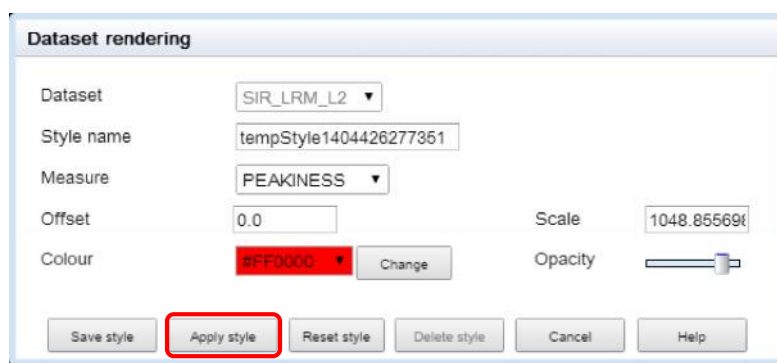 Dataset rendering
Dataset SIR_LRM_L2
Style name tempStyle1404426277351
Measure PEAKINESS
Offset 0.0 Scale 1048.855698
Colour #FF0000 Change Opacity
Save style Apply style Reset style Delete style Cancel Help